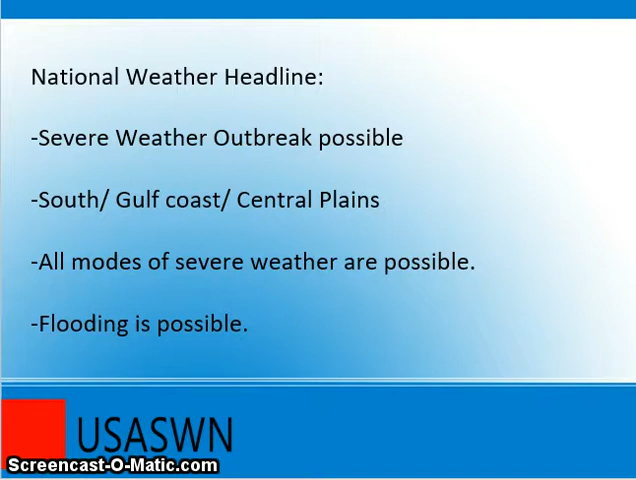 National Weather Headline:
-Severe Weather Outbreak possible
-South/ Gulf coast/ Central Plains
-All modes of severe weather are possible.
-Flooding is possible.
USASWN
Screencast-O-Matic.com